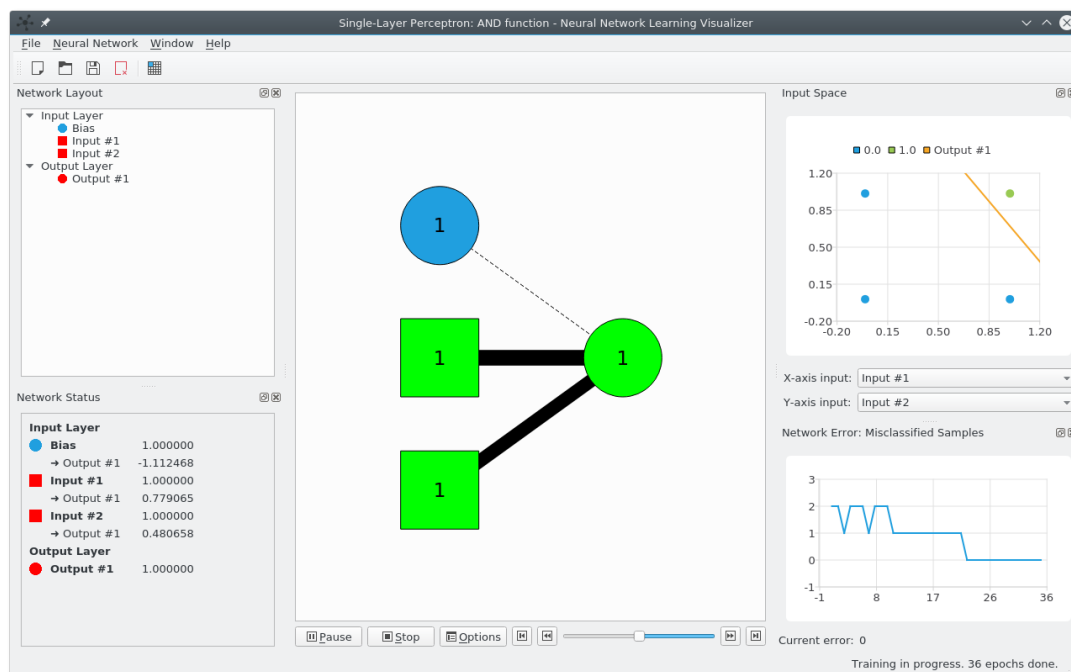 Single-Layer Perceptron: AND function - Neural Network Learning Visualizer
File Neural Network Window Help
Network Layout
Input Layer
Bias
Input #1
Input #2
Output Layer
Output #1
Network Status
Input Layer
Bias 1.000000
➔ Output #1 -1.112468
Input #1 1.000000
➔ Output #1 0.779065
Input #2 1.000000
➔ Output #1 0.480658
Output Layer
Output #1 1.000000
1
1
1
1
Pause Stop Options
Input Space
0.0 1.0 Output #1
1.20
0.85
0.50
0.15
-0.20
-0.20 0.15 0.50 0.85 1.20
X-axis input: Input #1
Y-axis input: Input #2
Network Error: Misclassified Samples
3
2
1
0
-1
-1 8 17 26 36
Current error: 0
Training in progress. 36 epochs done.